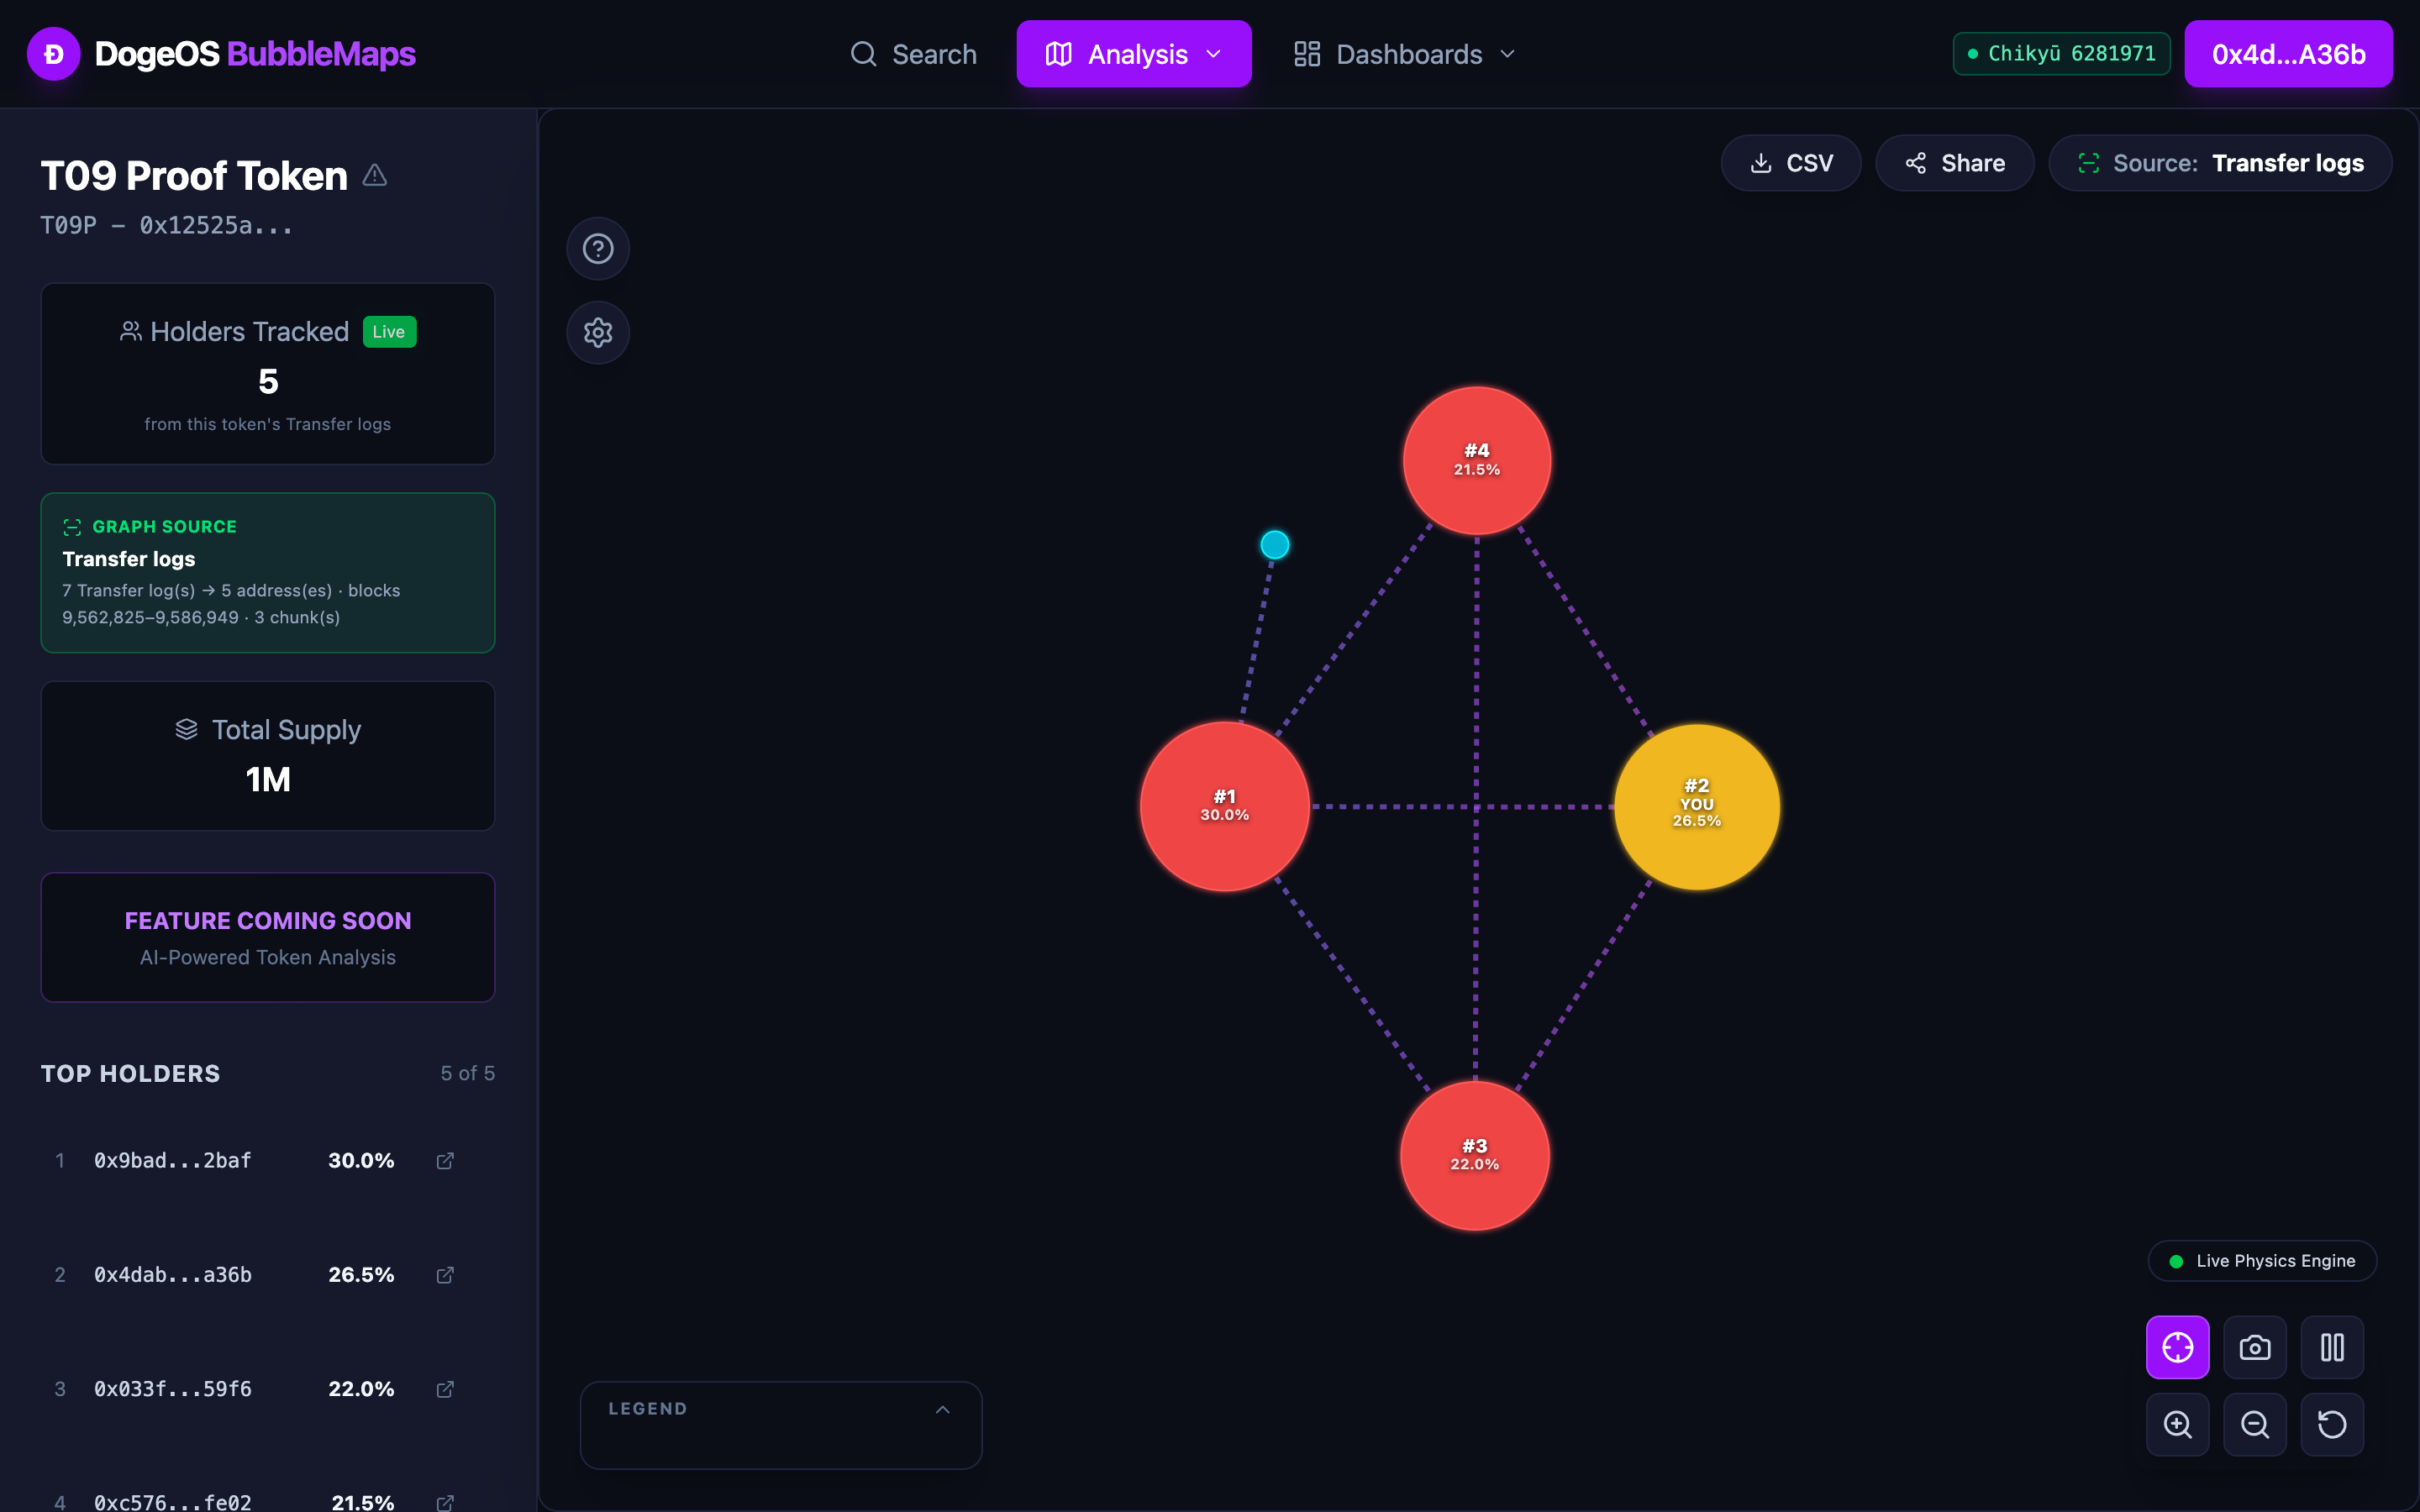 DogeOS BubbleMaps
Search
Analysis
Dashboards
Chikyū 6281971
0x4d...A36b
T09 Proof Token
T09P – 0x12525a...
Holders Tracked
Live
5
from this token's Transfer logs
GRAPH SOURCE
Transfer logs
7 Transfer log(s) → 5 address(es) · blocks
9,562,825–9,586,949 · 3 chunk(s)
Total Supply
1M
FEATURE COMING SOON
AI-Powered Token Analysis
TOP HOLDERS
5 of 5
1 0x9bad...2baf 30.0%
2 0x4dab...a36b 26.5%
3 0x033f...59f6 22.0%
4 0xc576...fe02 21.5%
CSV
Share
Source: Transfer logs
#4
21.5%
#1
30.0%
#2
YOU
26.5%
#3
22.0%
Live Physics Engine
LEGEND